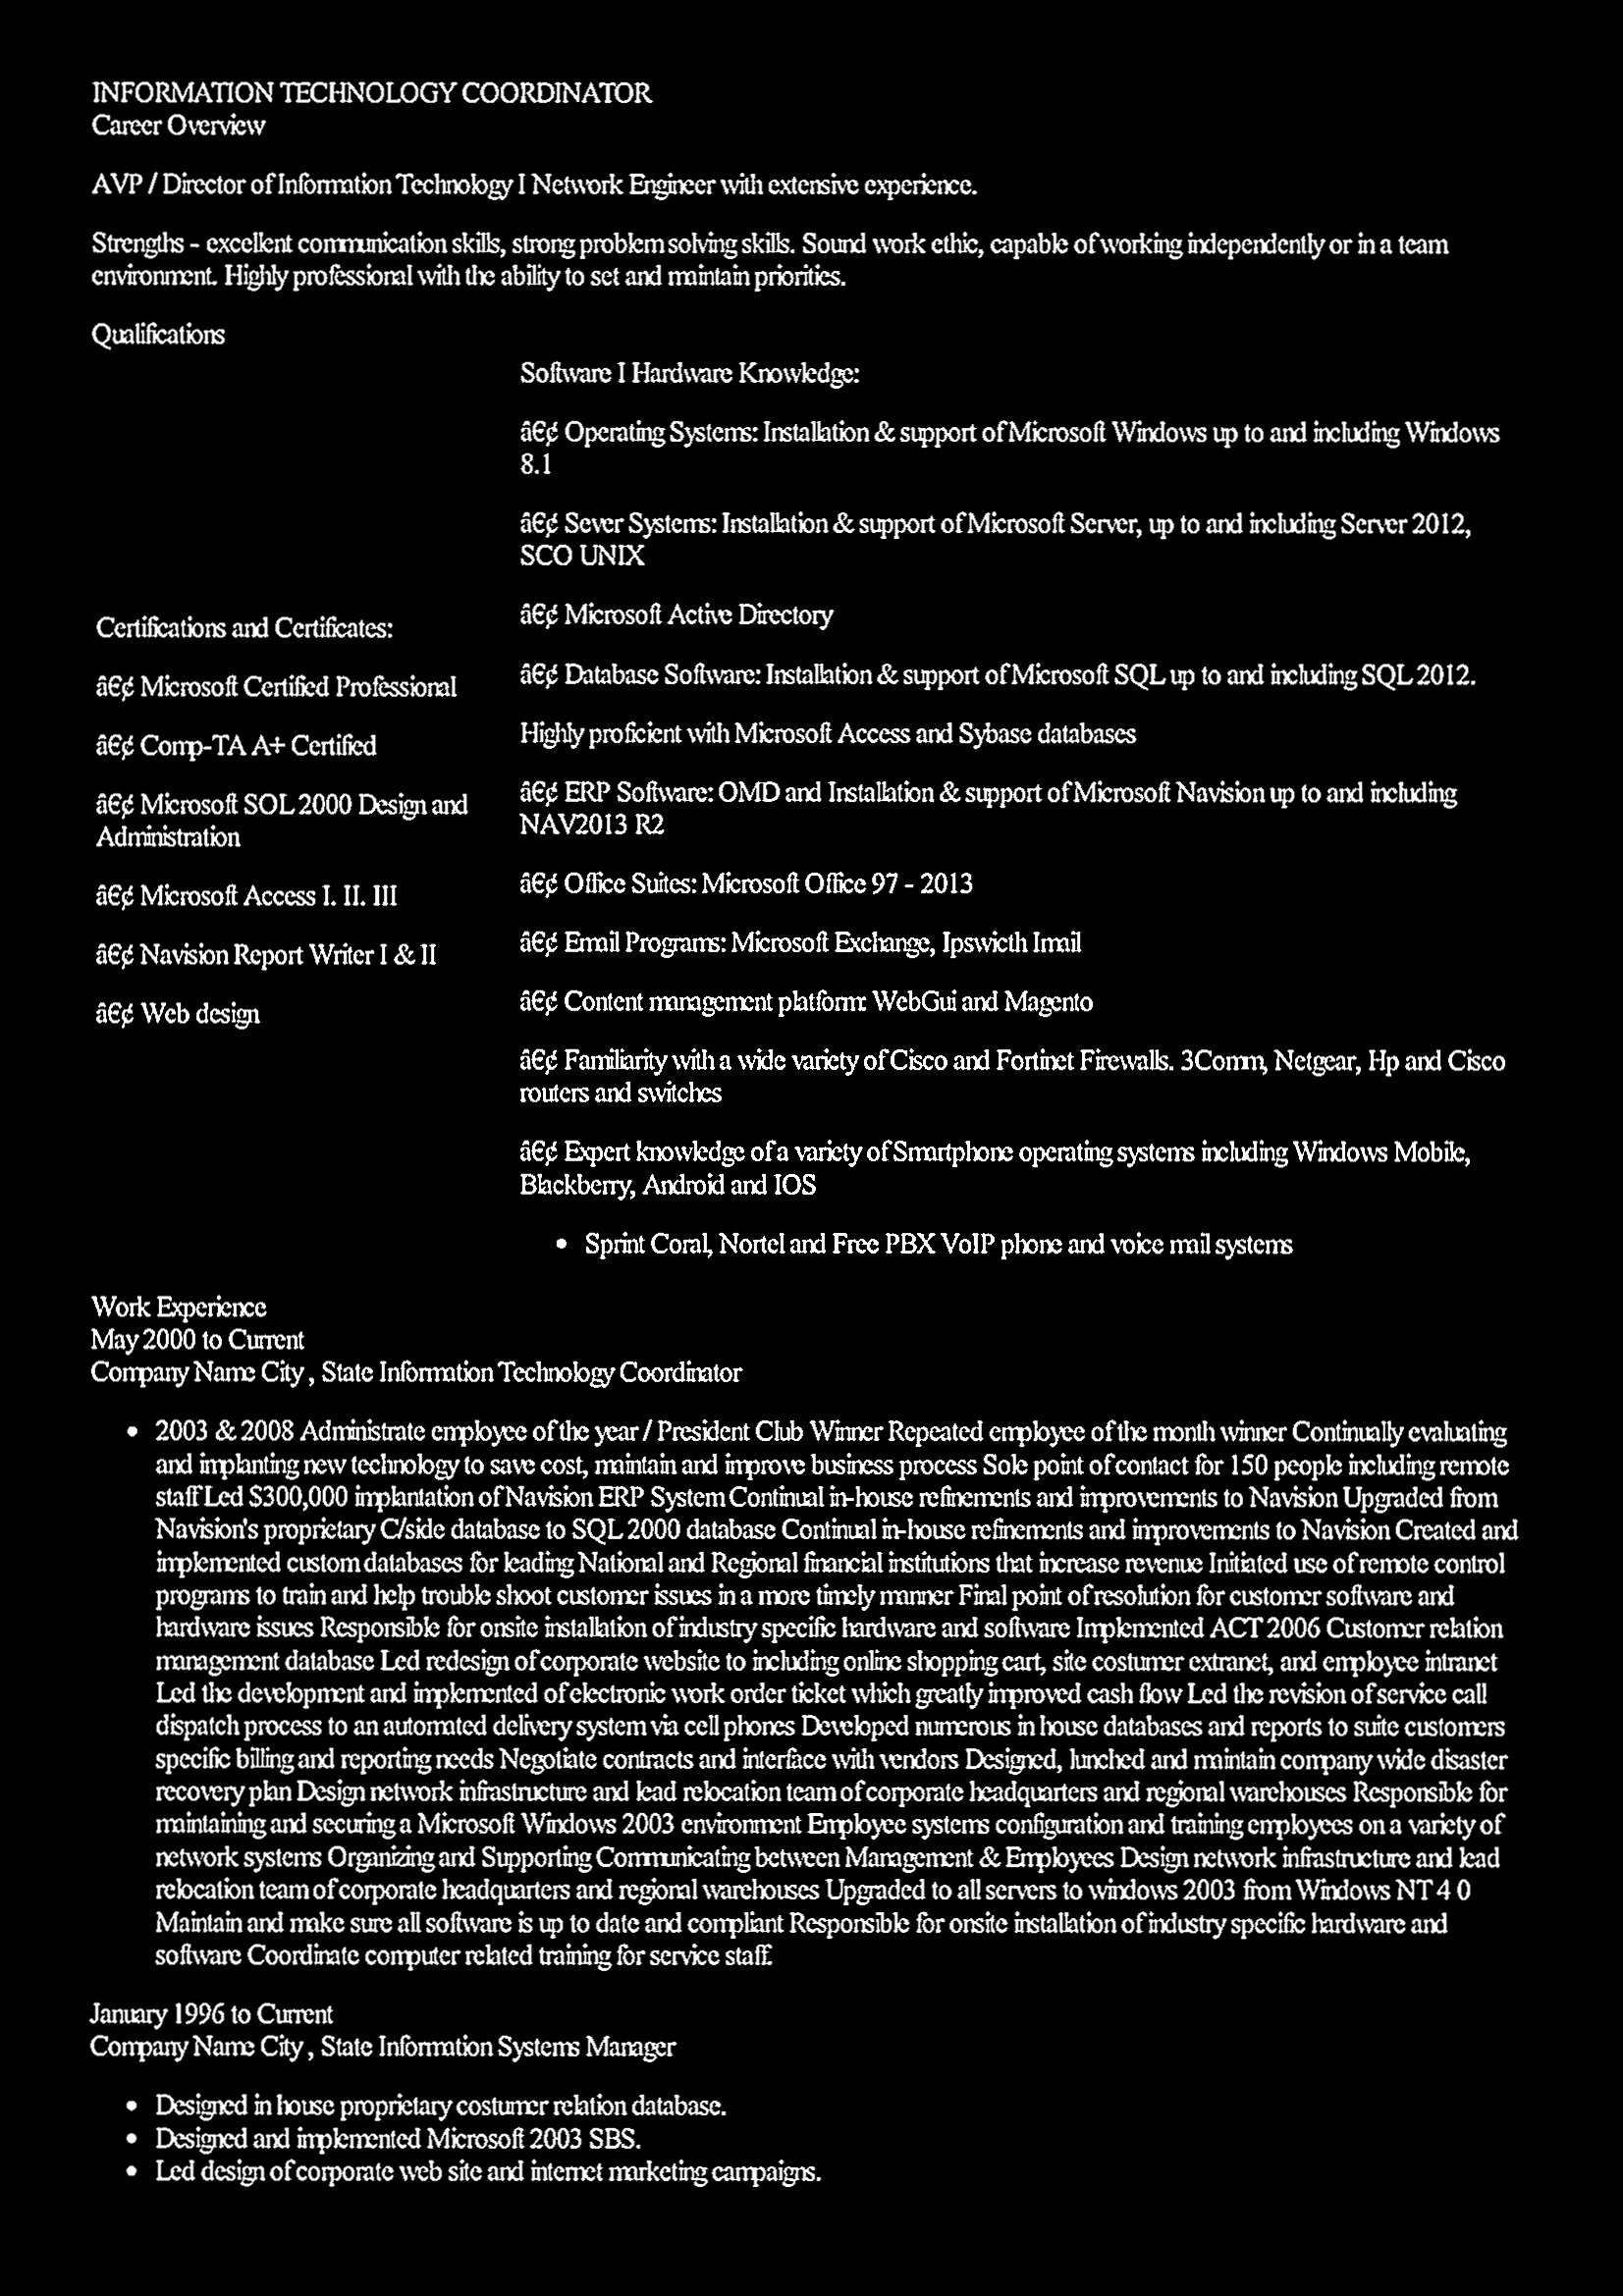 INFORMATION TECHNOLOGY COORDINATOR
Career Overview
AVP / Director of Information Technology I Network Engineer with extensive experience.
Strengths - excellent communication skills, strong problem solving skills. Sound work ethic, capable of working independently or in a team
environment. Highly professional with the ability to set and maintain priorities.
Qualifications
Certifications and Certificates:
â€¢ Microsoft Certified Professional
â€¢ Comp-TA A+ Certified
â€¢ Microsoft SOL 2000 Design and
Administration
â€¢ Microsoft Access I. II. III
â€¢ Navision Report Writer I & II
â€¢ Web design
Software I Hardware Knowledge:
â€¢ Operating Systems: Installation & support of Microsoft Windows up to and including Windows
8.1
â€¢ Sever Systems: Installation & support of Microsoft Server, up to and including Server 2012,
SCO UNIX
â€¢ Microsoft Active Directory
â€¢ Database Software: Installation & support of Microsoft SQL up to and including SQL 2012.
Highly proficient with Microsoft Access and Sybase databases
â€¢ ERP Software: OMD and Installation & support of Microsoft Navision up to and including
NAV2013 R2
â€¢ Office Suites: Microsoft Office 97 - 2013
â€¢ Email Programs: Microsoft Exchange, Ipswicth Imail
â€¢ Content management platform: WebGui and Magento
â€¢ Familiarity with a wide variety of Cisco and Fortinet Firewalls. 3Comm, Netgear, Hp and Cisco
routers and switches
â€¢ Expert knowledge of a variety of Smartphone operating systems including Windows Mobile,
Blackberry, Android and IOS
• Sprint Coral, Nortel and Free PBX VoIP phone and voice mail systems
Work Experience
May 2000 to Current
Company Name City , State Information Technology Coordinator
• 2003 & 2008 Administrate employee of the year / President Club Winner Repeated employee of the month winner Continually evaluating
and implanting new technology to save cost, maintain and improve business process Sole point of contact for 150 people including remote
staff Led $300,000 implantation of Navision ERP System Continual in-house refinements and improvements to Navision Upgraded from
Navision's proprietary C/side database to SQL 2000 database Continual in-house refinements and improvements to Navision Created and
implemented custom databases for leading National and Regional financial institutions that increase revenue Initiated use of remote control
programs to train and help trouble shoot customer issues in a more timely manner Final point of resolution for customer software and
hardware issues Responsible for onsite installation of industry specific hardware and software Implemented ACT 2006 Customer relation
management database Led redesign of corporate website to including online shopping cart, site costumer extranet, and employee intranet
Led the development and implemented of electronic work order ticket which greatly improved cash flow Led the revision of service call
dispatch process to an automated delivery system via cell phones Developed numerous in house databases and reports to suite customers
specific billing and reporting needs Negotiate contracts and interface with vendors Designed, lunched and maintain company wide disaster
recovery plan Design network infrastructure and lead relocation team of corporate headquarters and regional warehouses Responsible for
maintaining and securing a Microsoft Windows 2003 environment Employee systems configuration and training employees on a variety of
network systems Organizing and Supporting Communicating between Management & Employees Design network infrastructure and lead
relocation team of corporate headquarters and regional warehouses Upgraded to all servers to windows 2003 from Windows NT 4 0
Maintain and make sure all software is up to date and compliant Responsible for onsite installation of industry specific hardware and
software Coordinate computer related training for service staff.
January 1996 to Current
Company Name City , State Information Systems Manager
• Designed in house proprietary costumer relation database.
• Designed and implemented Microsoft 2003 SBS.
• Led design of corporate web site and internet marketing campaigns.